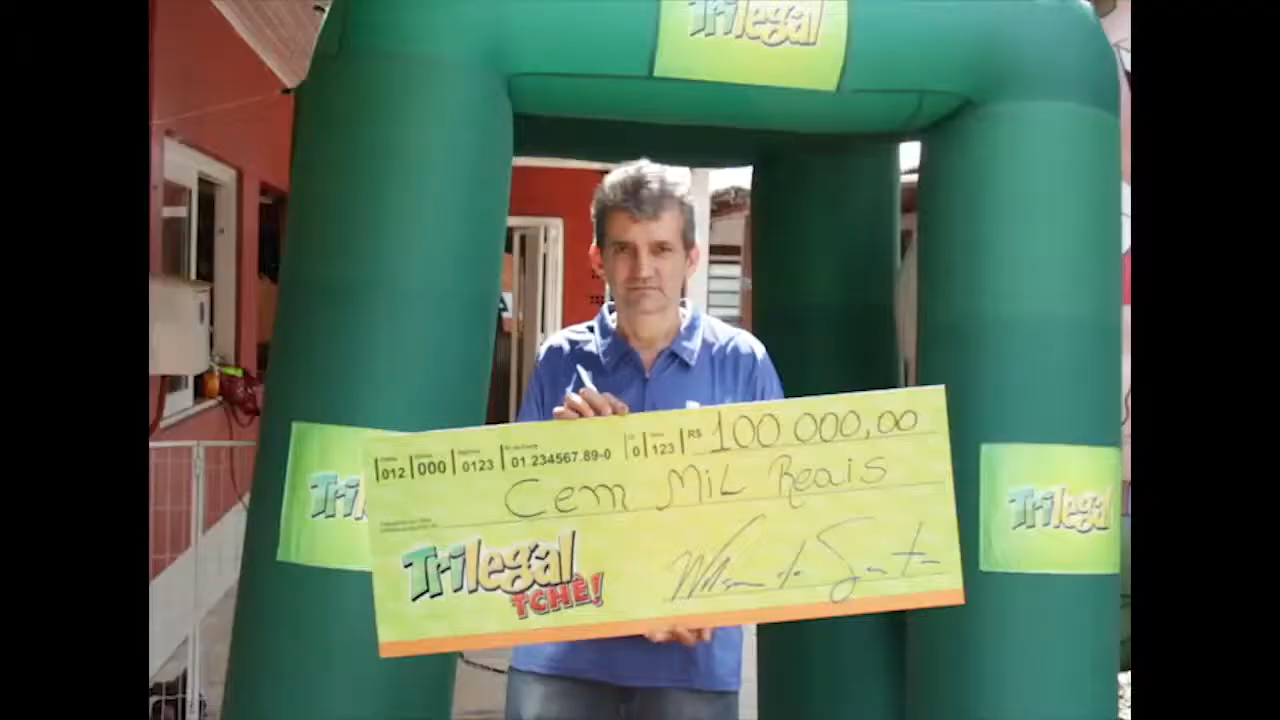 Trilegal
012 000 0123 01.234567.89-0 0 123 R$ 100 000,00
Cem Mil Reais
Trilegal
TCHÊ!
Trilegal